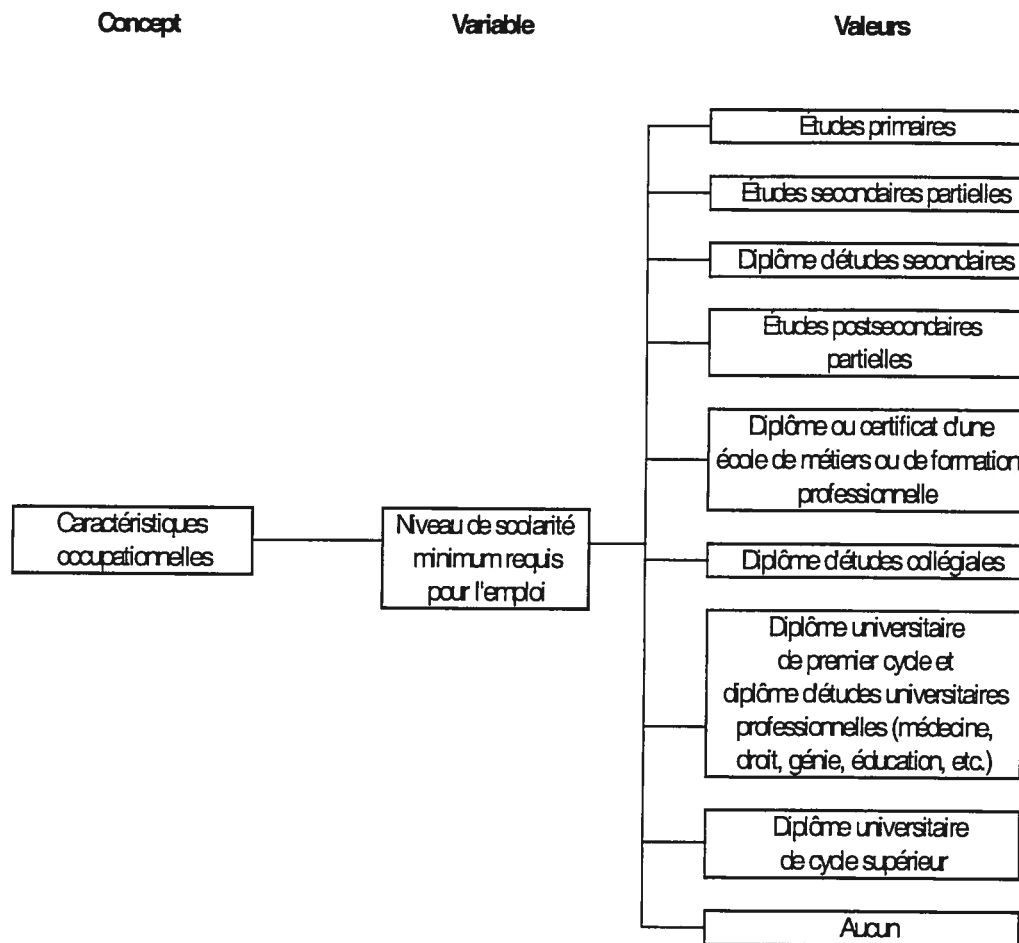 Concept Variable Valeurs
Études primaires
Études secondaires partielles
Diplôme d'études secondaires
Études postsecondaires
partielles
Diplôme ou certificat d'une
école de métiers ou de formation
professionnelle
Caractéristiques
occupationnelles
Niveau de scolarité
minimum requis
pour l'emploi
Diplôme d'études collégiales
Diplôme universitaire
de premier cycle et
diplôme d'études universitaires
professionnelles (médecine,
droit, génie, éducation, etc.)
Diplôme universitaire
de cycle supérieur
Aucun